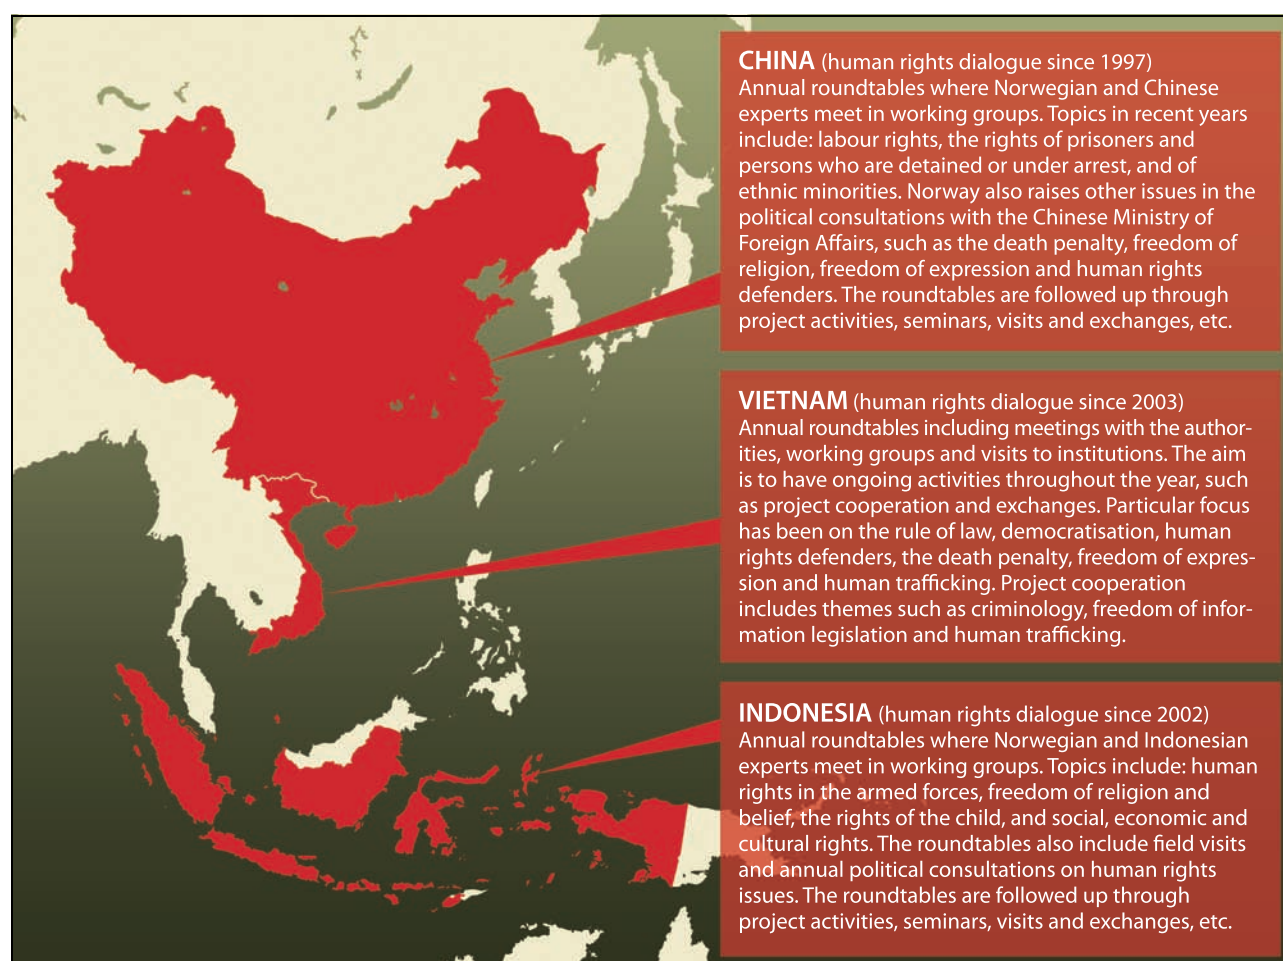 CHINA (human rights dialogue since 1997)
Annual roundtables where Norwegian and Chinese
experts meet in working groups. Topics in recent years
include: labour rights, the rights of prisoners and
persons who are detained or under arrest, and of
ethnic minorities. Norway also raises other issues in the
political consultations with the Chinese Ministry of
Foreign Affairs, such as the death penalty, freedom of
religion, freedom of expression and human rights
defenders. The roundtables are followed up through
project activities, seminars, visits and exchanges, etc.
VIETNAM (human rights dialogue since 2003)
Annual roundtables including meetings with the author-
ities, working groups and visits to institutions. The aim
is to have ongoing activities throughout the year, such
as project cooperation and exchanges. Particular focus
has been on the rule of law, democratisation, human
rights defenders, the death penalty, freedom of expres-
sion and human trafficking. Project cooperation
includes themes such as criminology, freedom of infor-
mation legislation and human trafficking.
INDONESIA (human rights dialogue since 2002)
Annual roundtables where Norwegian and Indonesian
experts meet in working groups. Topics include: human
rights in the armed forces, freedom of religion and
belief, the rights of the child, and social, economic and
cultural rights. The roundtables also include field visits
and annual political consultations on human rights
issues. The roundtables are followed up through
project activities, seminars, visits and exchanges, etc.